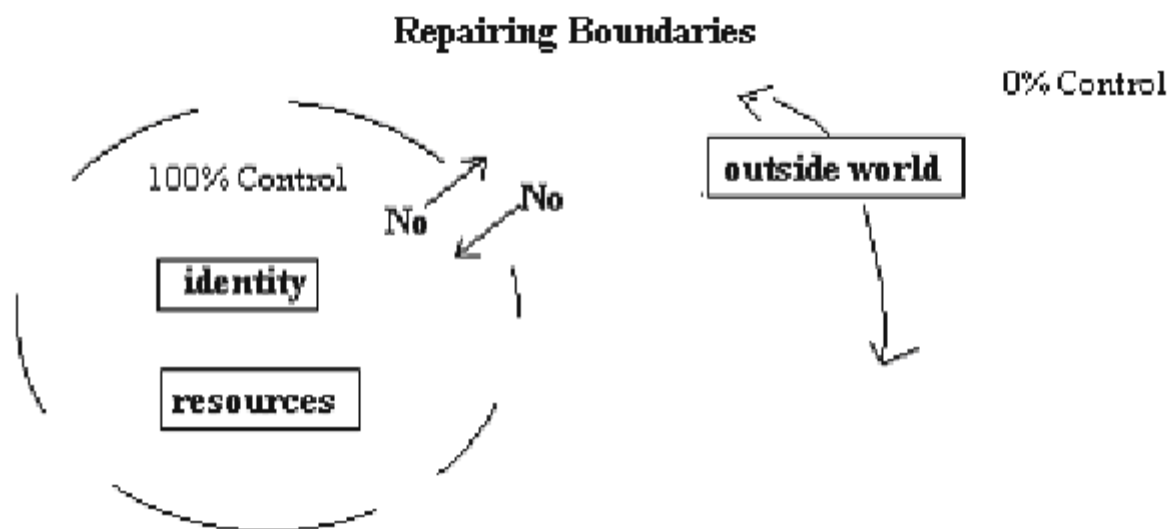 Repairing Boundaries
0% Control
outside world
100% Control
No
No
identity
resources